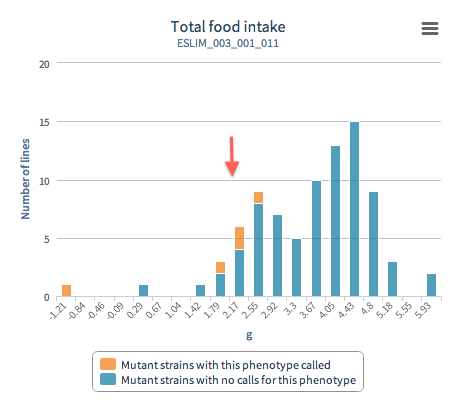 Total food intake
ESLIM_003_001_011
Number of lines
20
15
10
5
0
-1.21 -0.84 -0.46 -0.09 0.29 0.67 1.04 1.42 1.79 2.17 2.55 2.92 3.3 3.67 4.05 4.43 4.8 5.18 5.55 5.93
g
Mutant strains with this phenotype called
Mutant strains with no calls for this phenotype